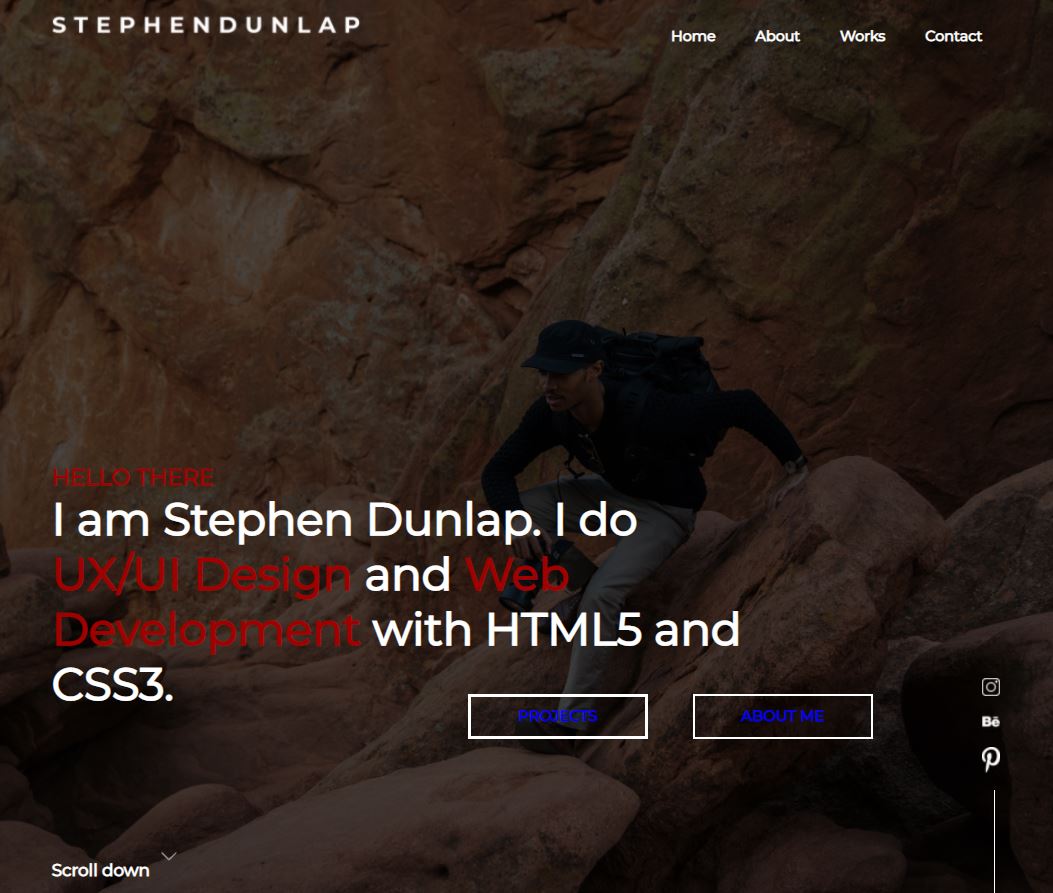 STEPHENDUNLAP
Home About Works Contact
HELLO THERE
I am Stephen Dunlap. I do
UX/UI Design and Web
Development with HTML5 and
CSS3.
PROJECTS ABOUT ME
Bē
Scroll down